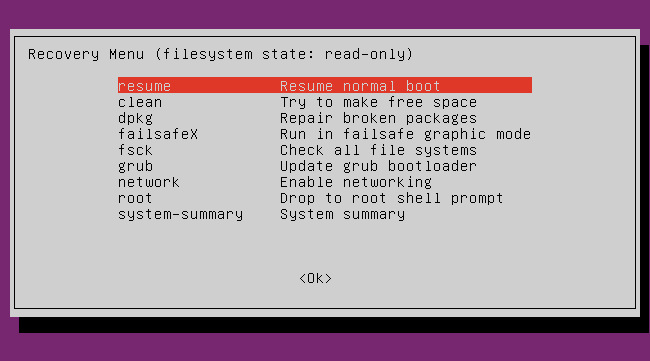 Recovery Menu (filesystem state: read-only)
resume Resume normal boot
clean Try to make free space
dpkg Repair broken packages
failsafeX Run in failsafe graphic mode
fsck Check all file systems
grub Update grub bootloader
network Enable networking
root Drop to root shell prompt
system-summary System summary
<Ok>